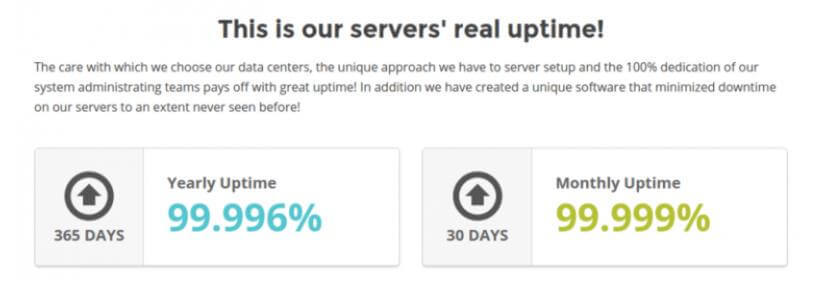 This is our servers' real uptime!
The care with which we choose our data centers, the unique approach we have to server setup and the 100% dedication of our
system administrating teams pays off with great uptime! In addition we have created a unique software that minimized downtime
on our servers to an extent never seen before!
Yearly Uptime
99.996%
365 DAYS
Monthly Uptime
99.999%
30 DAYS